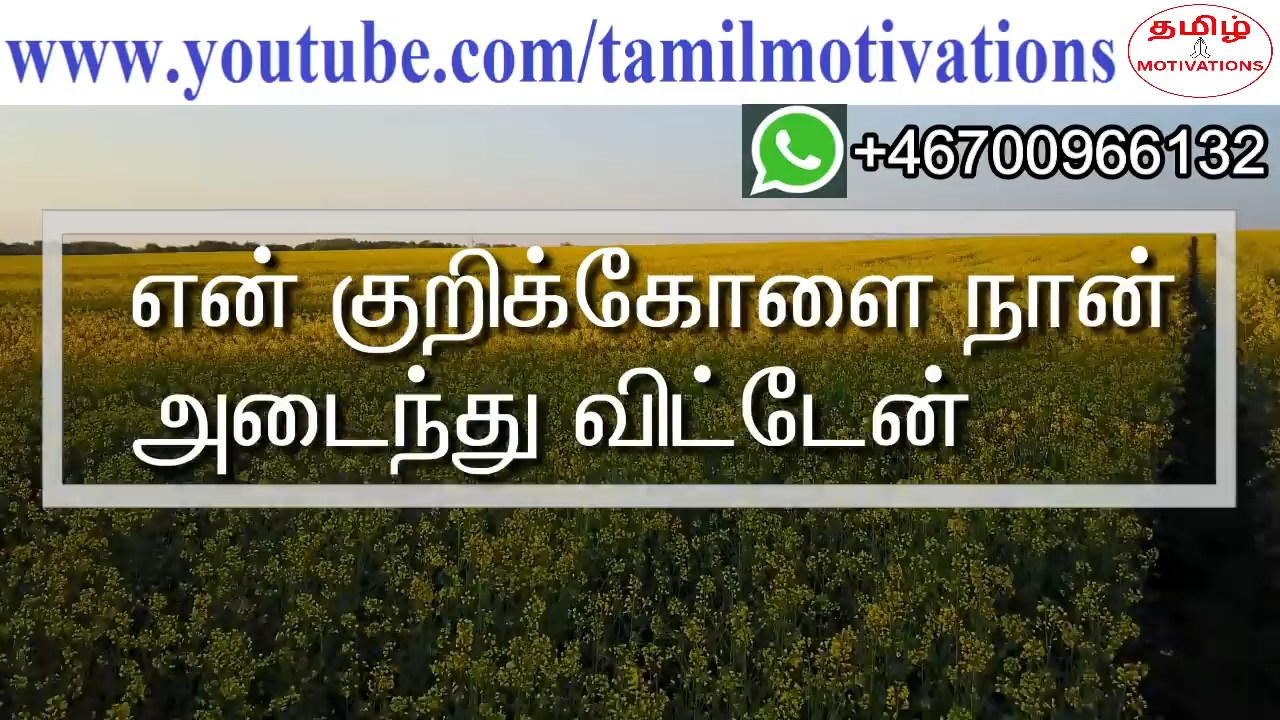 www.youtube.com/tamilmotivations
தமிழ்
MOTIVATIONS
+46700966132
என் குறிக்கோளை நான்
அடைந்து விட்டேன்